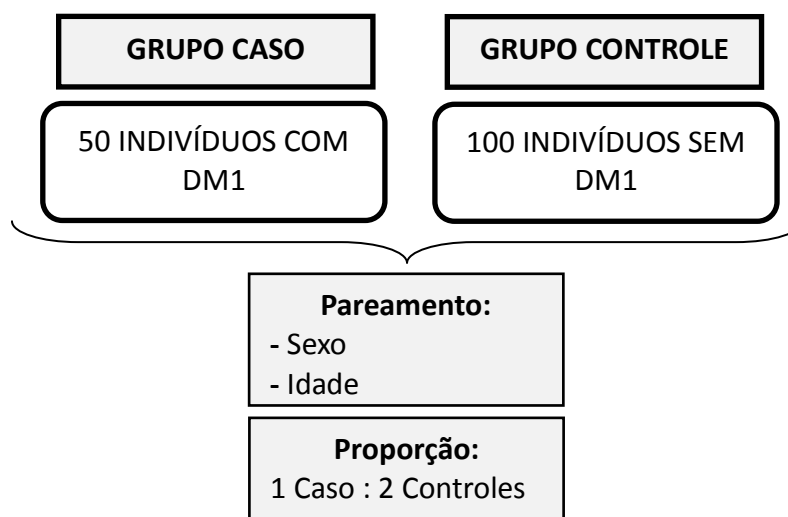 GRUPO CASO
GRUPO CONTROLE
50 INDIVÍDUOS COM
DM1
100 INDIVÍDUOS SEM
DM1
Pareamento:
- Sexo
- Idade
Proporção:
1 Caso : 2 Controles